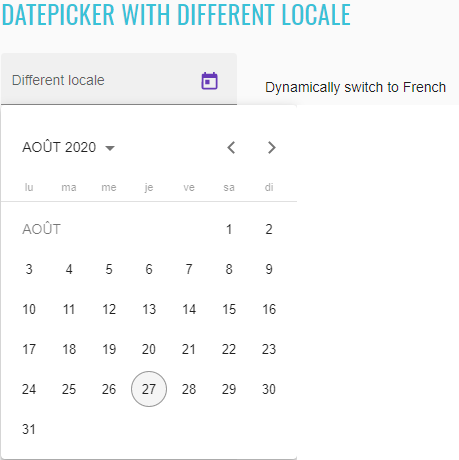 DATEPICKER WITH DIFFERENT LOCALE
Different locale
Dynamically switch to French
AOÛT 2020
lu ma me je ve sa di
AOÛT 1 2
3 4 5 6 7 8 9
10 11 12 13 14 15 16
17 18 19 20 21 22 23
24 25 26 27 28 29 30
31